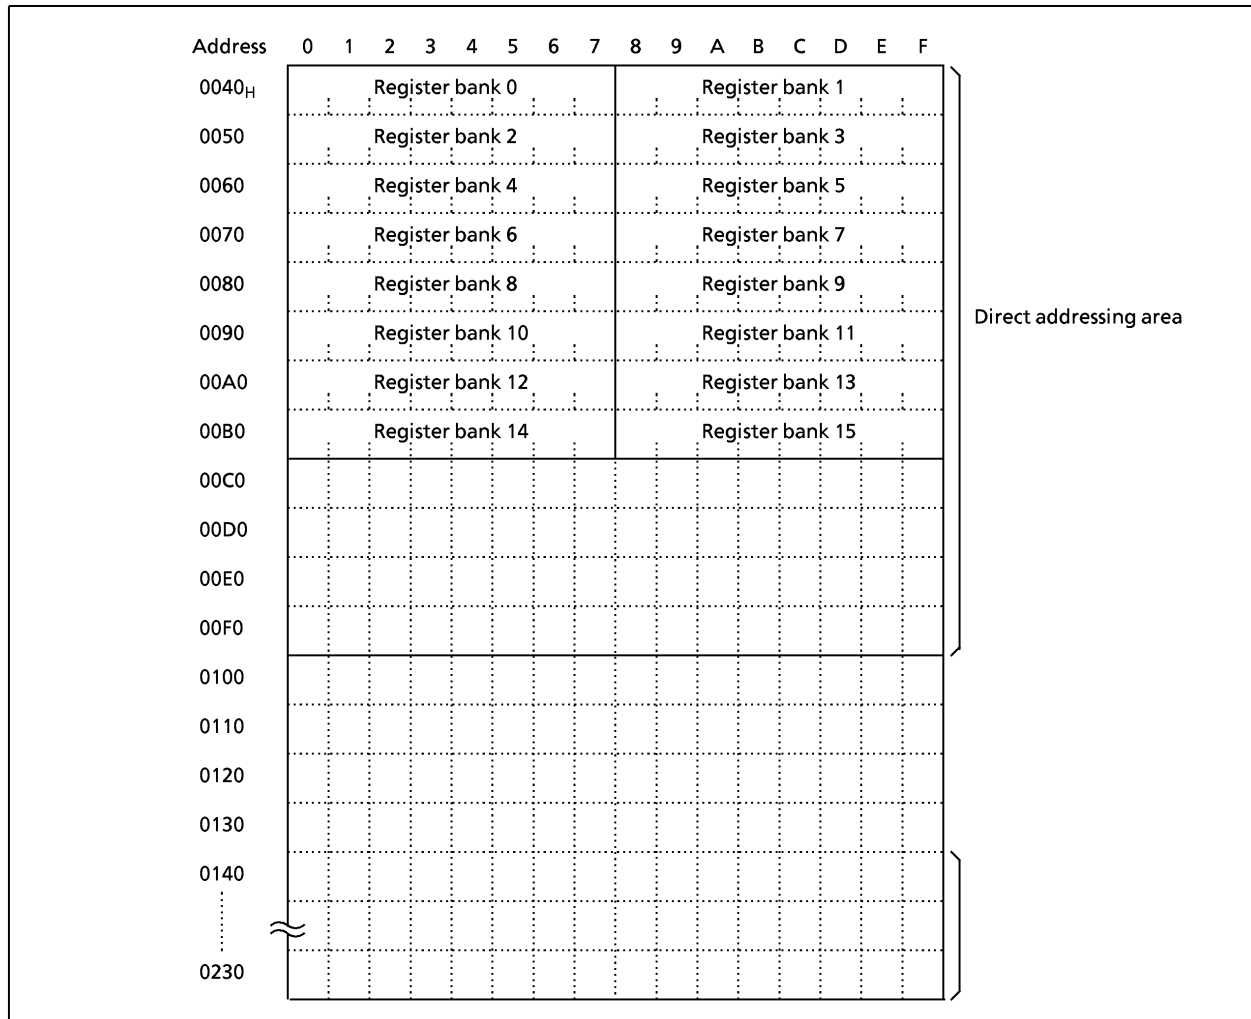 Address 0 1 2 3 4 5 6 7 8 9 A B C D E F
0040H Register bank 0 Register bank 1
0050 Register bank 2 Register bank 3
0060 Register bank 4 Register bank 5
0070 Register bank 6 Register bank 7
0080 Register bank 8 Register bank 9
Direct addressing area
0090 Register bank 10 Register bank 11
00A0 Register bank 12 Register bank 13
00B0 Register bank 14 Register bank 15
00C0
00D0
00E0
00F0
0100
0110
0120
0130
0140
0230